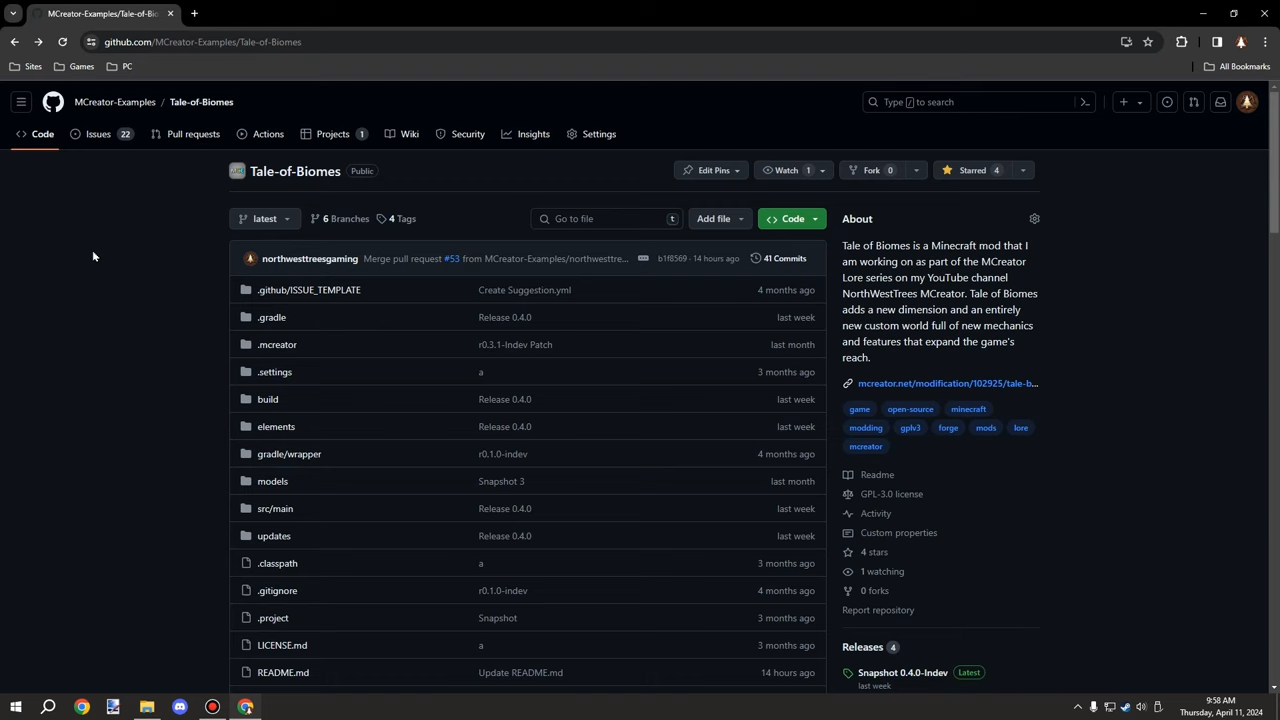 MCreator-Examples/Tale-of-Bio
github.com/MCreator-Examples/Tale-of-Biomes
Sites
Games
PC
All Bookmarks
MCreator-Examples / Tale-of-Biomes
Type / to search
Code
Issues 22
Pull requests
Actions
Projects 1
Wiki
Security
Insights
Settings
Tale-of-Biomes Public
Edit Pins
Watch 1
Fork 0
Starred 4
latest
6 Branches
4 Tags
Go to file t
Add file
Code
northwesttreesgaming Merge pull request #53 from MCreator-Examples/northwesttre... b1f8569 · 14 hours ago 41 Commits
.github/ISSUE_TEMPLATE Create Suggestion.yml 4 months ago
.gradle Release 0.4.0 last week
.mcreator r0.3.1-Indev Patch last month
.settings a 3 months ago
build Release 0.4.0 last week
elements Release 0.4.0 last week
gradle/wrapper r0.1.0-indev 4 months ago
models Snapshot 3 last month
src/main Release 0.4.0 last week
updates Release 0.4.0 last week
.classpath a 3 months ago
.gitignore r0.1.0-indev 4 months ago
.project Snapshot 3 months ago
LICENSE.md a 3 months ago
README.md Update README.md 14 hours ago
About
Tale of Biomes is a Minecraft mod that I
am working on as part of the MCreator
Lore series on my YouTube channel
NorthWestTrees MCreator. Tale of Biomes
adds a new dimension and an entirely
new custom world full of new mechanics
and features that expand the game's
reach.
mcreator.net/modification/102925/tale-b...
game open-source minecraft
modding gplv3 forge mods lore
mcreator
Readme
GPL-3.0 license
Activity
Custom properties
4 stars
1 watching
0 forks
Report repository
Releases 4
Snapshot 0.4.0-Indev Latest
last week
9:58 AM
Thursday, April 11, 2024